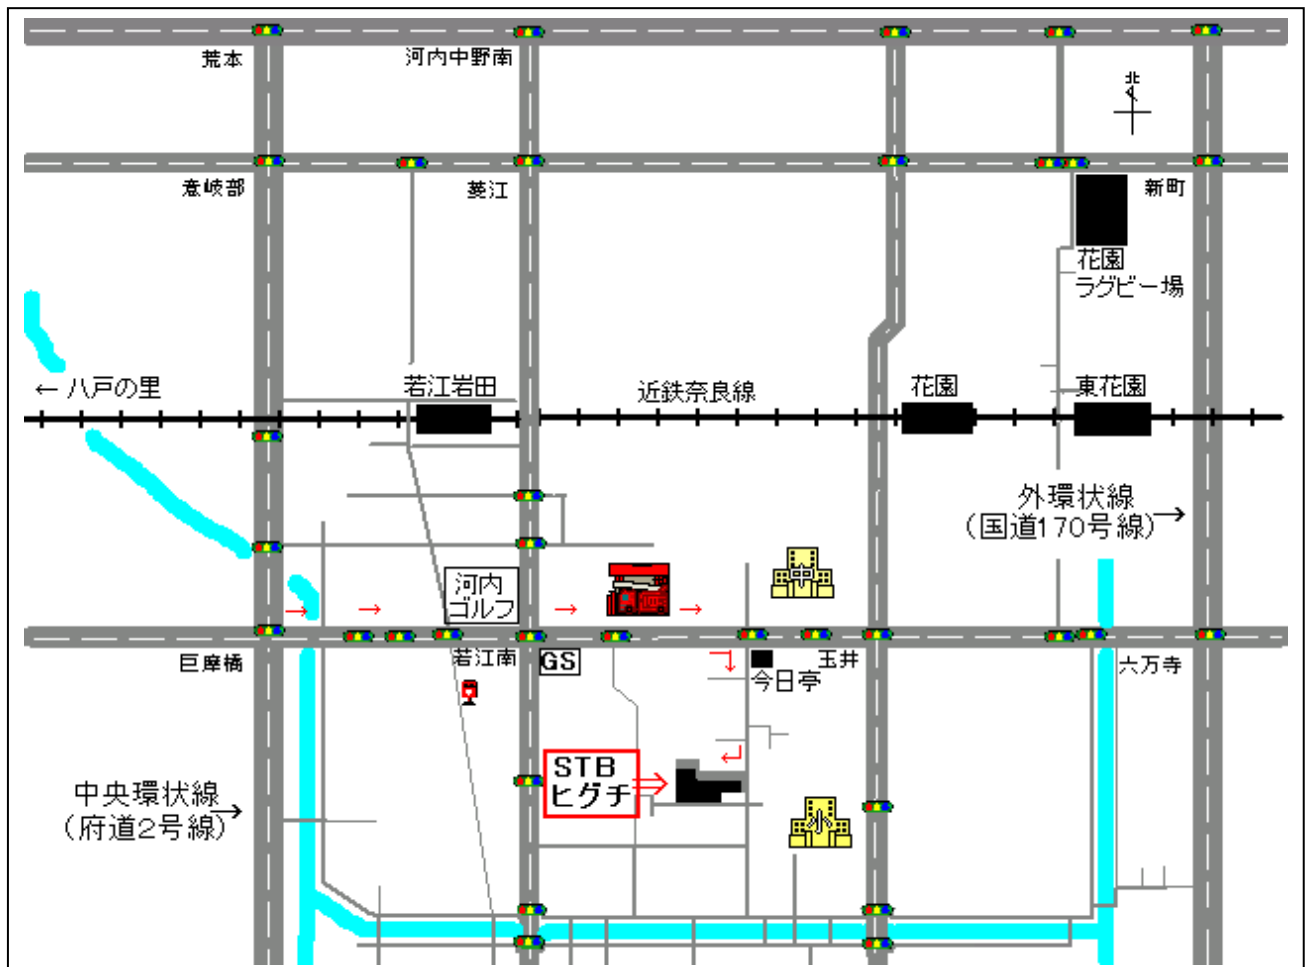 荒本
河内中野南
北
意岐部
菱江
新町
花園
ラグビー場
← 八戸の里
若江岩田
近鉄奈良線
花園
東花園
外環状線
(国道170号線)→
河内
ゴルフ
中
巨摩橋
若江南
GS
今日亭
玉井
六万寺
STB
ヒグチ
中央環状線
(府道2号線)→
小